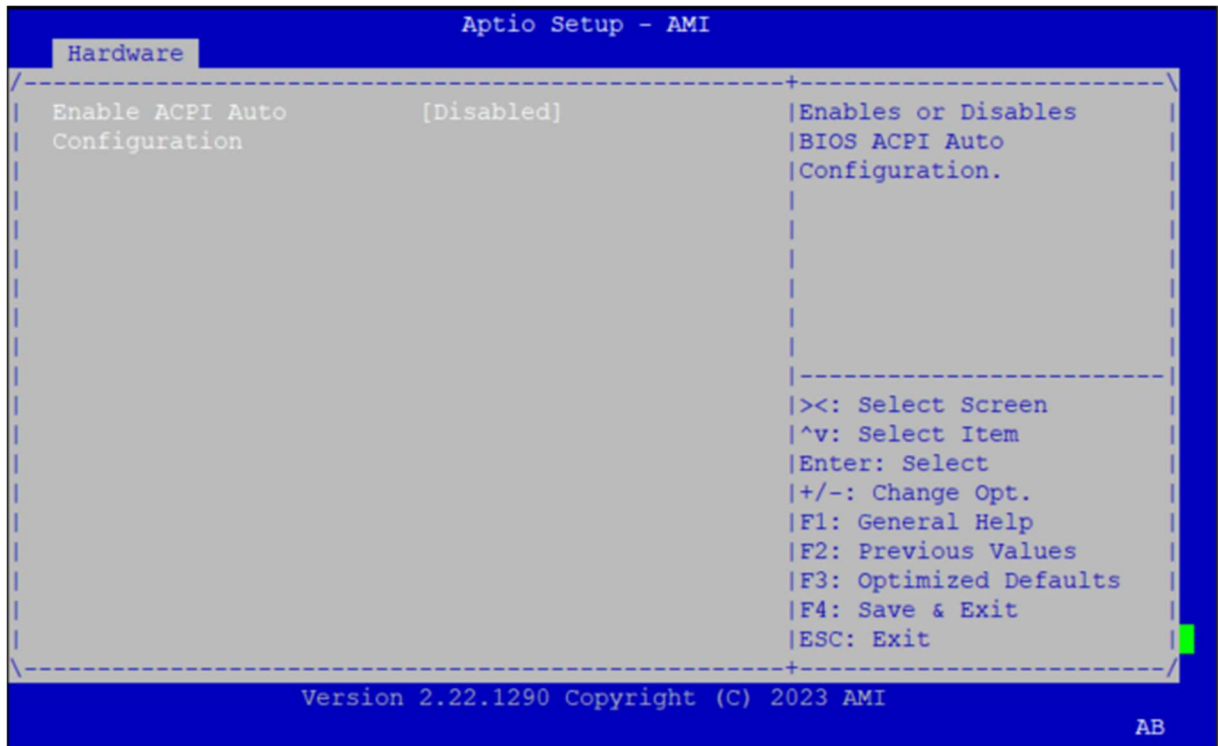 Aptio Setup - AMI
Hardware
/----------------------------------------------------+-------------------------\
| Enable ACPI Auto [Disabled] |Enables or Disables |
| Configuration |BIOS ACPI Auto |
| |Configuration. |
| | |
| | |
| | |
| | |
| | |
| | |
| |-------------------------|
| |><: Select Screen |
| |^v: Select Item |
| |Enter: Select |
| |+/-: Change Opt. |
| |F1: General Help |
| |F2: Previous Values |
| |F3: Optimized Defaults |
| |F4: Save & Exit |
| |ESC: Exit |
\----------------------------------------------------+-------------------------/
Version 2.22.1290 Copyright (C) 2023 AMI
AB